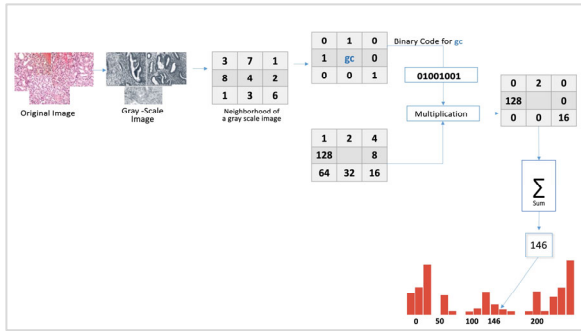 Original Image
Gray -Scale
Image
3 7 1
8 4 2
1 3 6
Neighborhood of
a gray scale image
0 1 0
1 gc 0
0 0 1
Binary Code for gc
01001001
Multiplication
1 2 4
128 8
64 32 16
0 2 0
128 0
0 0 16
∑
Sum
146
0 50 100 146 200